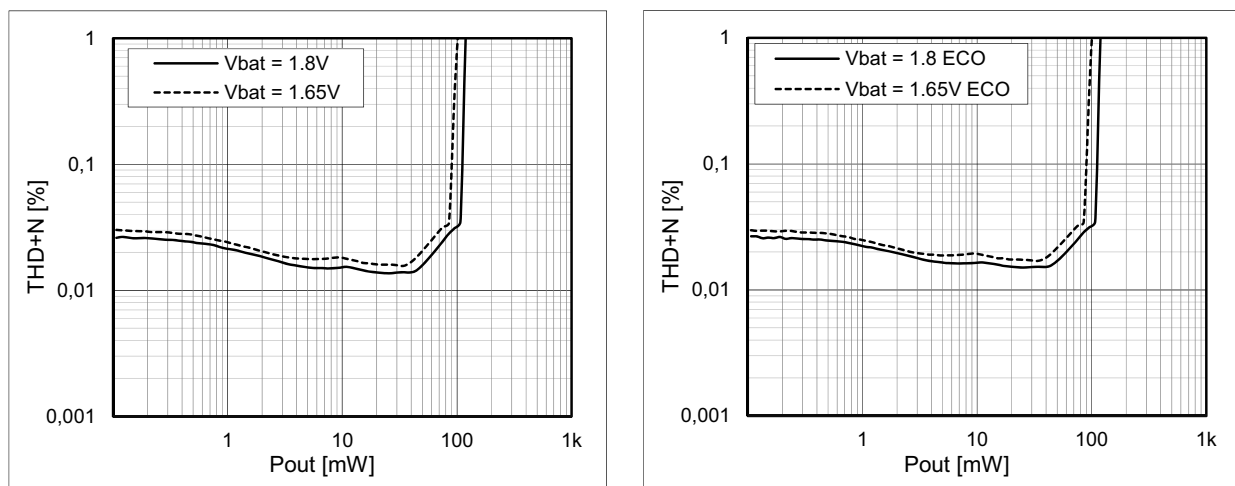 1
Vbat = 1.8V
Vbat = 1.65V
0,1
THD+N [%]
0,01
0,001
1
10
100
1k
Pout [mW]
1
Vbat = 1.8 ECO
Vbat = 1.65V ECO
0,1
THD+N [%]
0,01
0,001
1
10
100
1k
Pout [mW]